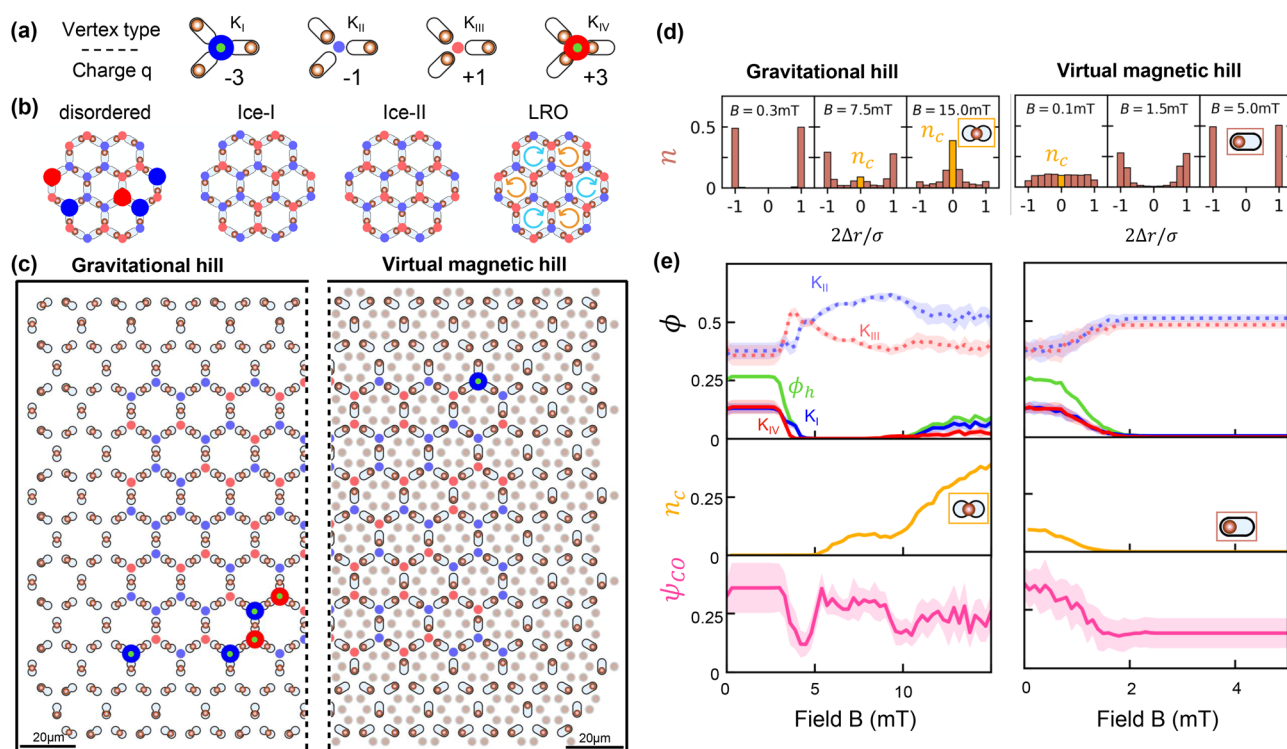 (a)
Vertex type
Charge q
K_I
K_II
K_III
K_IV
-3
-1
+1
+3
(b)
disordered
Ice-I
Ice-II
LRO
(c)
Gravitational hill
Virtual magnetic hill
20μm
20μm
(d)
Gravitational hill
Virtual magnetic hill
B = 0.3mT
B = 7.5mT
B = 15.0mT
B = 0.1mT
B = 1.5mT
B = 5.0mT
n
0.5
0
n_c
n_c
n_c
-1 0 1
-1 0 1
-1 0 1
-1 0 1
-1 0 1
-1 0 1
2Δr/σ
2Δr/σ
(e)
ϕ
0.5
0.25
0
K_II
K_III
ϕ_h
K_I
K_IV
n_c
0.25
0
ψ_CO
0.25
0
0 5 10
0 2 4
Field B (mT)
Field B (mT)